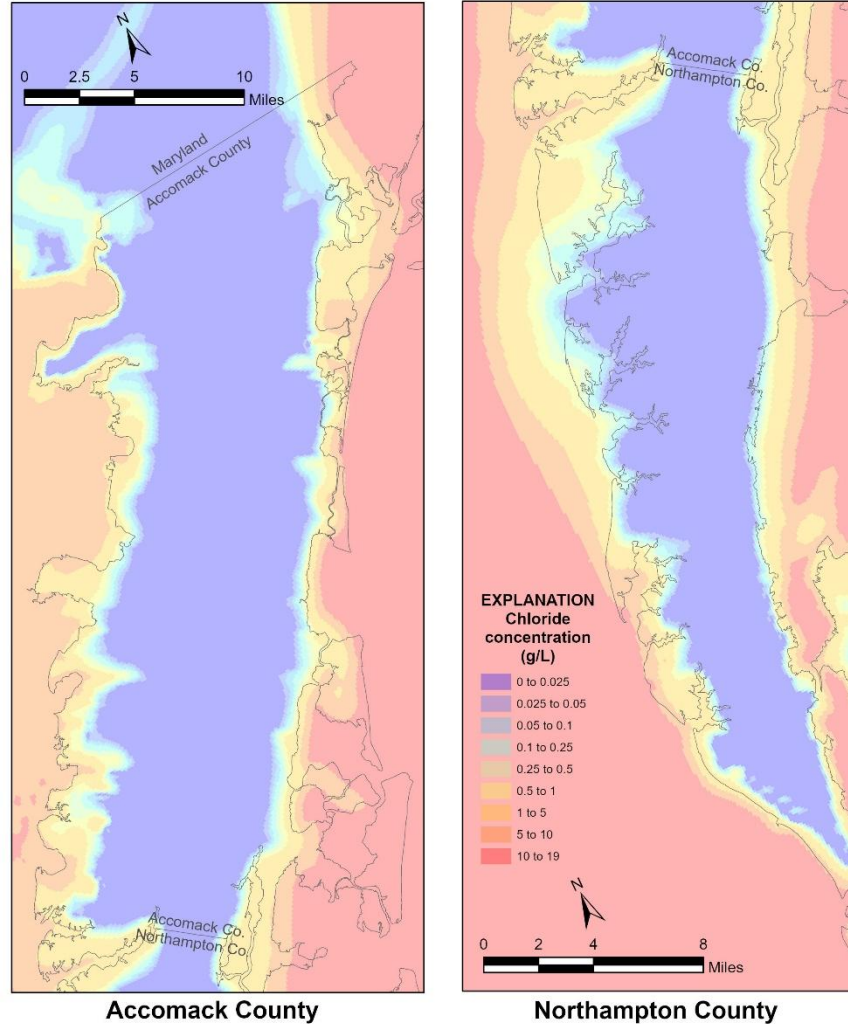 N
0 2.5 5 10
Miles
Maryland
Accomack County
Accomack Co.
Northampton Co.
Accomack County
Accomack Co.
Northampton Co.
EXPLANATION
Chloride
concentration
(g/L)
0 to 0.025
0.025 to 0.05
0.05 to 0.1
0.1 to 0.25
0.25 to 0.5
0.5 to 1
1 to 5
5 to 10
10 to 19
N
0 2 4 8
Miles
Northampton County